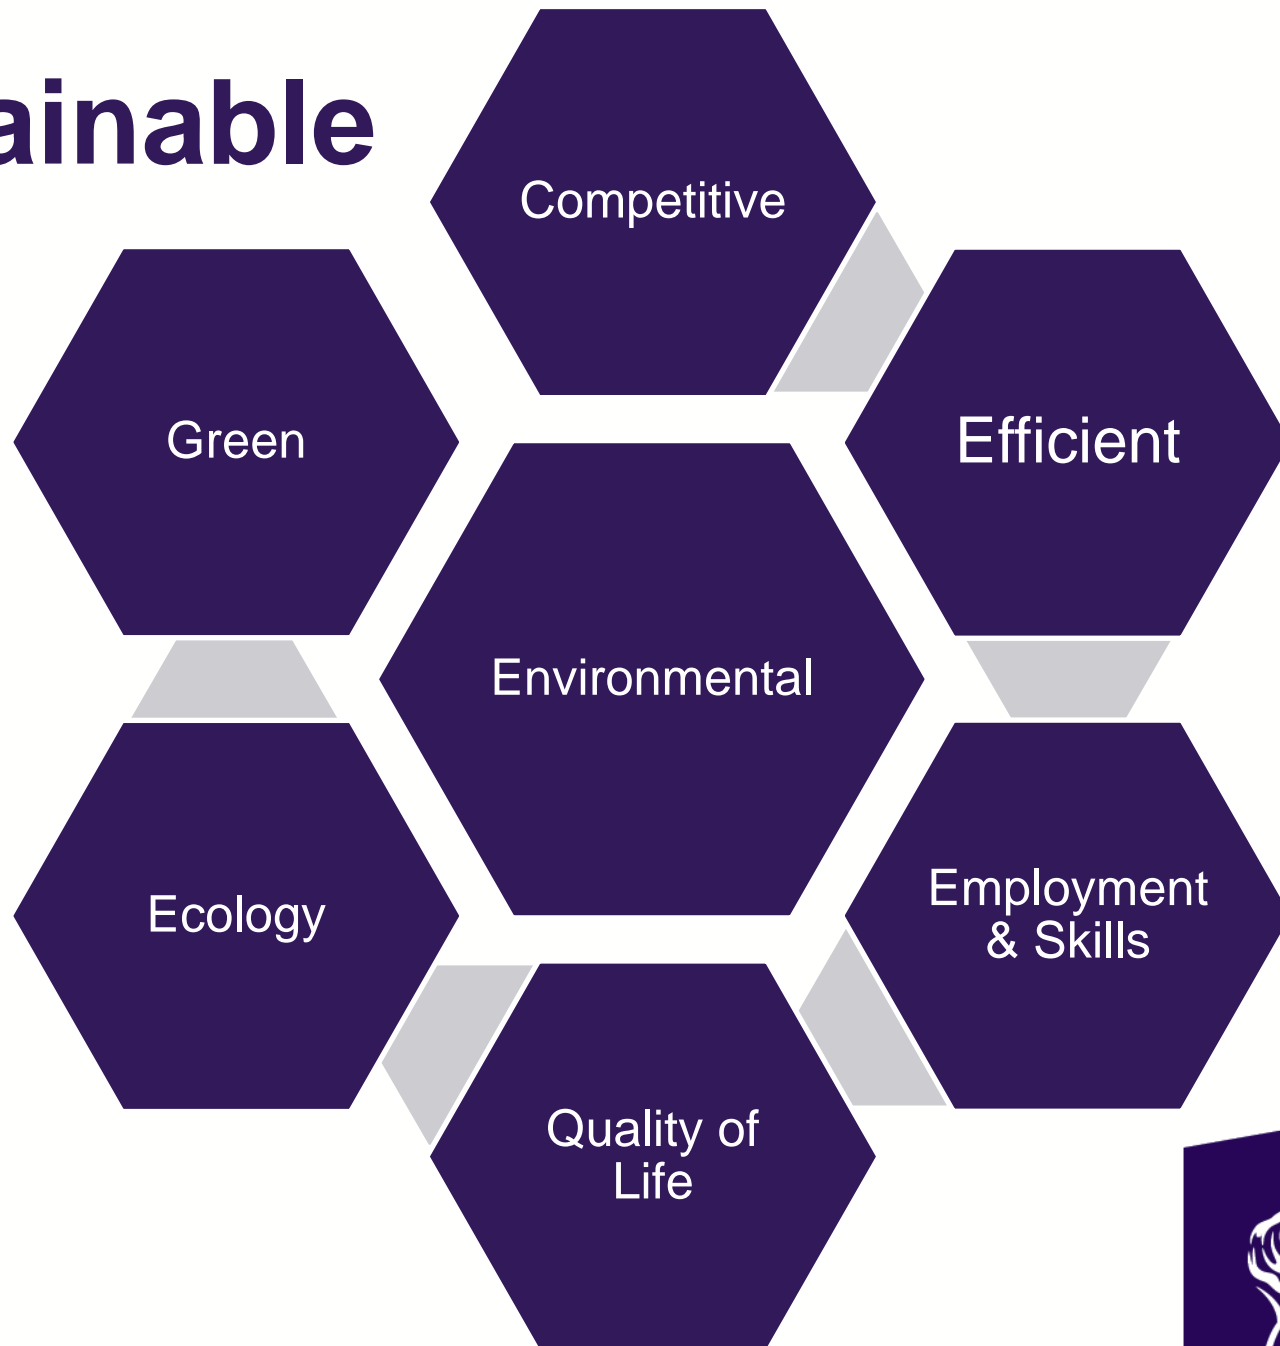 ainable
Competitive
Green
Efficient
Environmental
Ecology
Employment
& Skills
Quality of
Life